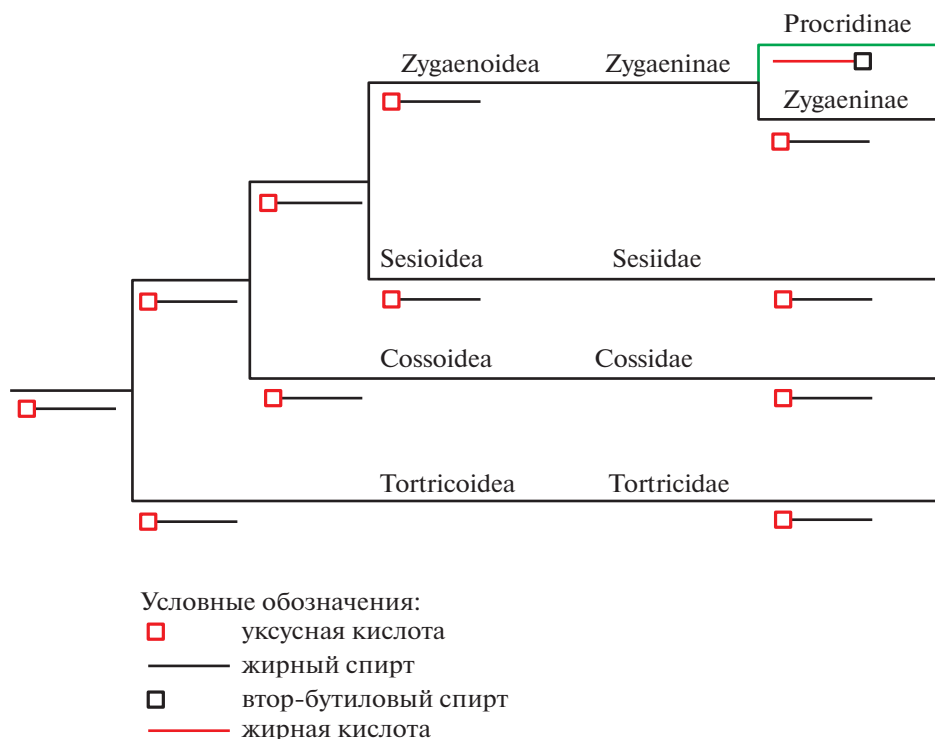 Procridinae
Zygaenoidea Zygaeninae
Zygaeninae
Sesioidea Sesiidae
Cossoidea Cossidae
Tortricoidea Tortricidae
Условные обозначения:
уксусная кислота
жирный спирт
втор-бутиловый спирт
жирная кислота